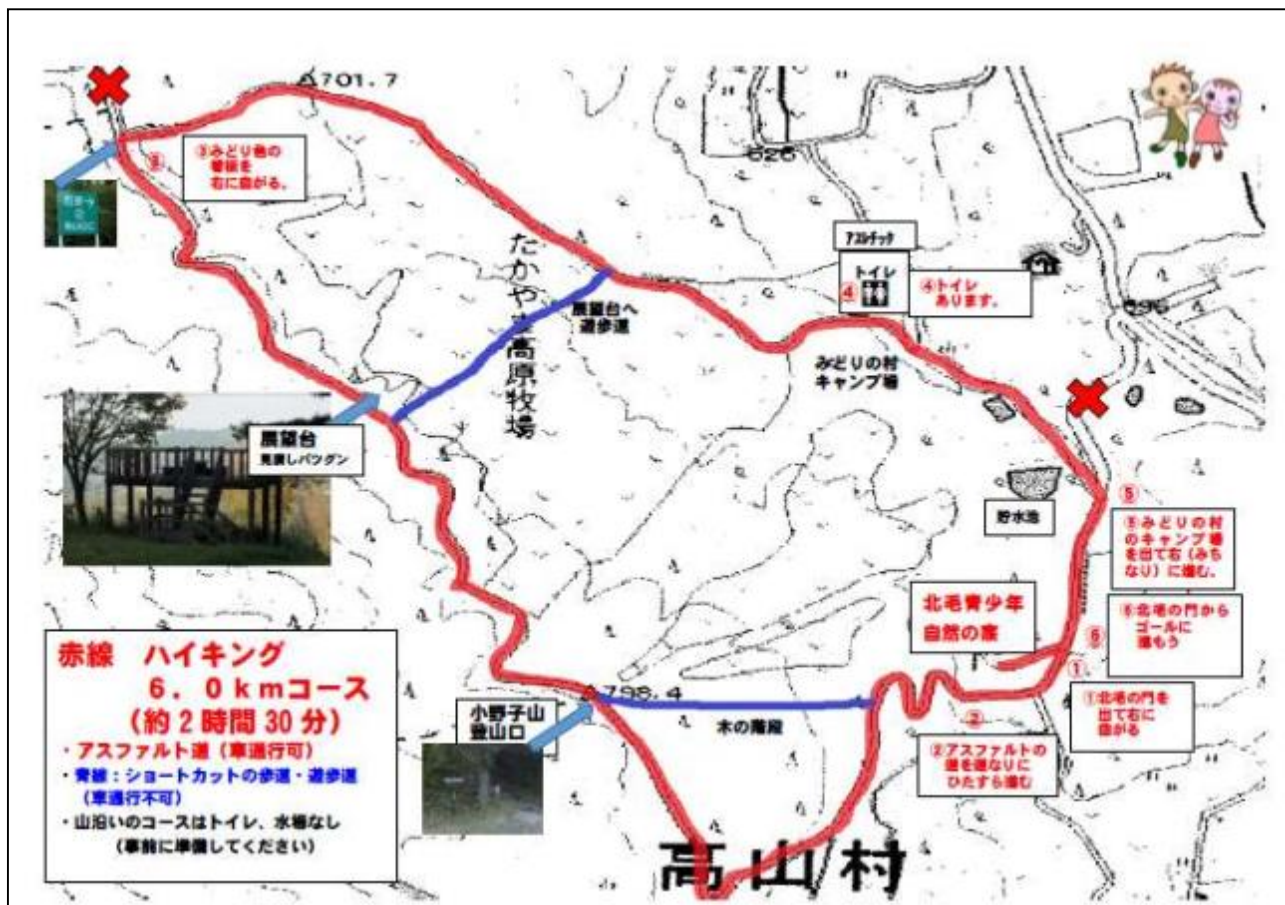 701.7
③
③みどり色の
看板を
右に曲がる。
626
アスレチック
トイレ
④
④トイレ
あります。
たかやま高原牧場
展望台へ
遊歩道
みどりの村
キャンプ場
展望台
見晴しバツグン
貯水池
⑤
⑤みどりの村
のキャンプ場
を出て右（みち
なり）に進む。
北毛青少年
自然の家
⑥北毛の門から
ゴールに
進もう
⑥
①
①北毛の門を
出て右に
曲がる
②
②アスファルトの
道を道なりに
ひたすら進む
798.4
木の階段
小野子山
登山口
高山村
赤線 ハイキング
6.0kmコース
（約2時間30分）
・アスファルト道（車通行可）
・青線：ショートカットの歩道・遊歩道
（車通行不可）
・山沿いのコースはトイレ、水場なし
（事前に準備してください）